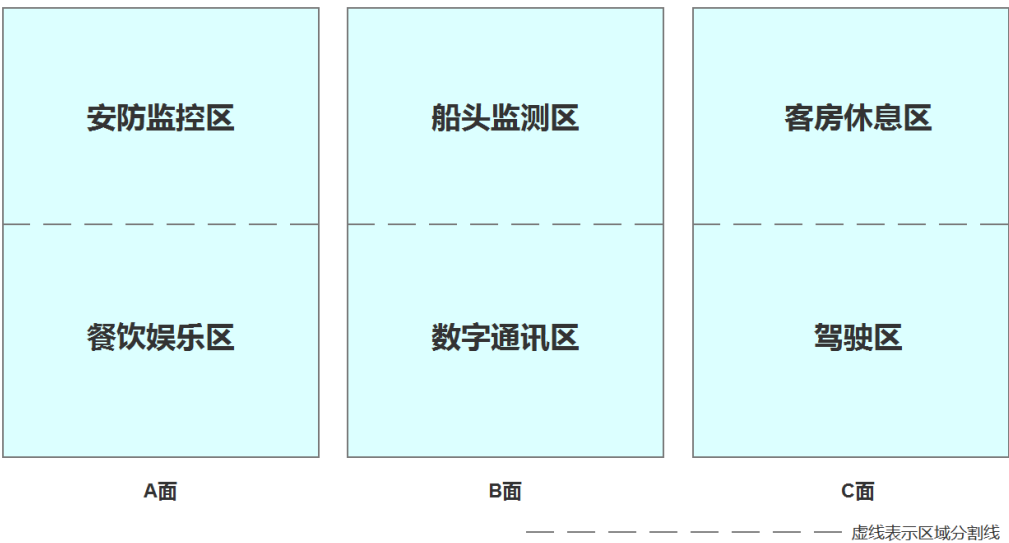 安防监控区
船头监测区
客房休息区
餐饮娱乐区
数字通讯区
驾驶区
A面
B面
C面
虚线表示区域分割线